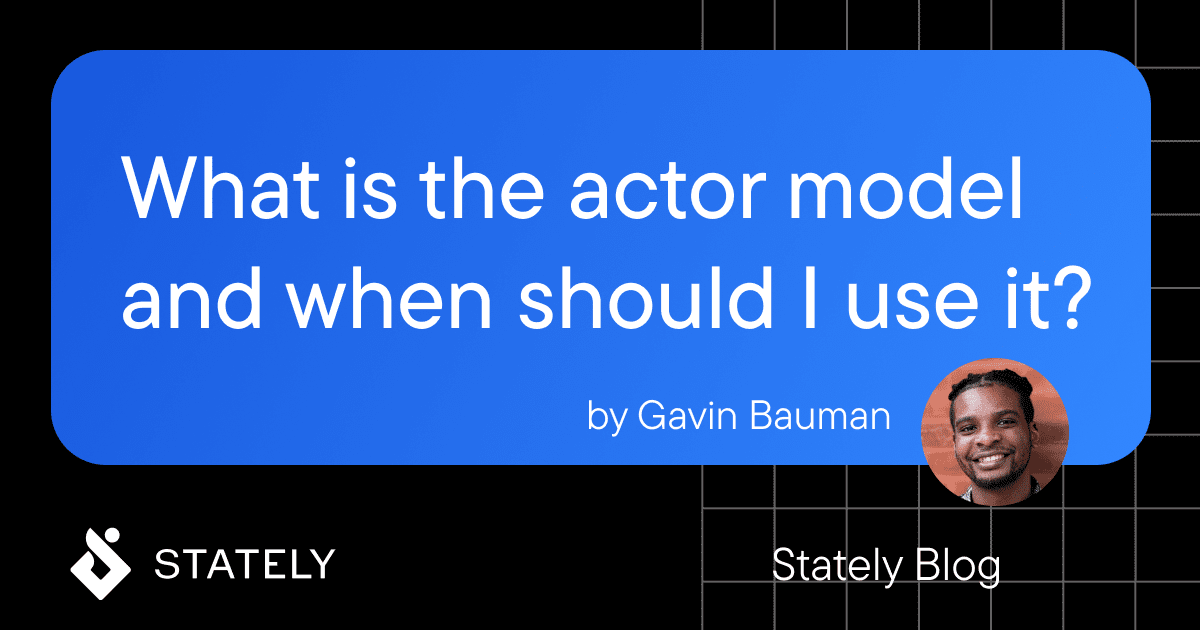 What is the actor model
and when should I use it?
by Gavin Bauman
STATELY
Stately Blog